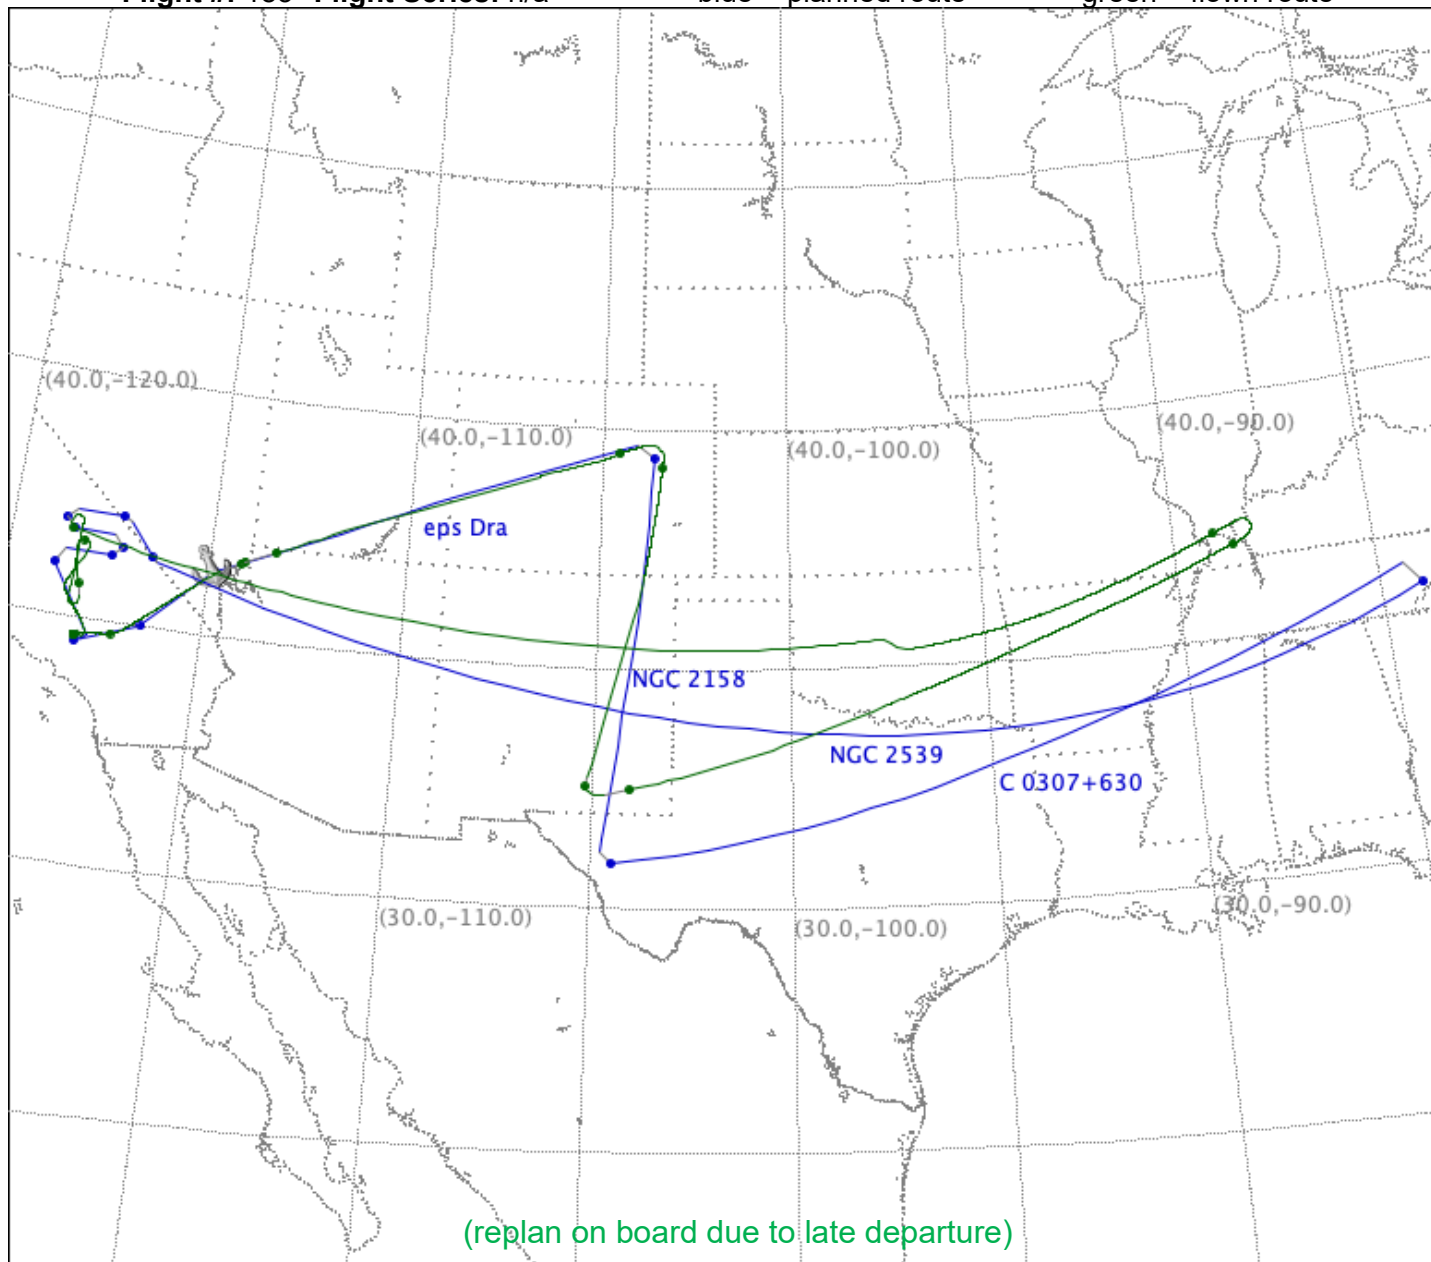 (40.0,−120.0)
(40.0,−110.0)
(40.0,−100.0)
(40.0,−90.0)
eps Dra
NGC 2158
NGC 2539
C 0307+630
(30.0,−110.0)
(30.0,−100.0)
(30.0,−90.0)
(replan on board due to late departure)